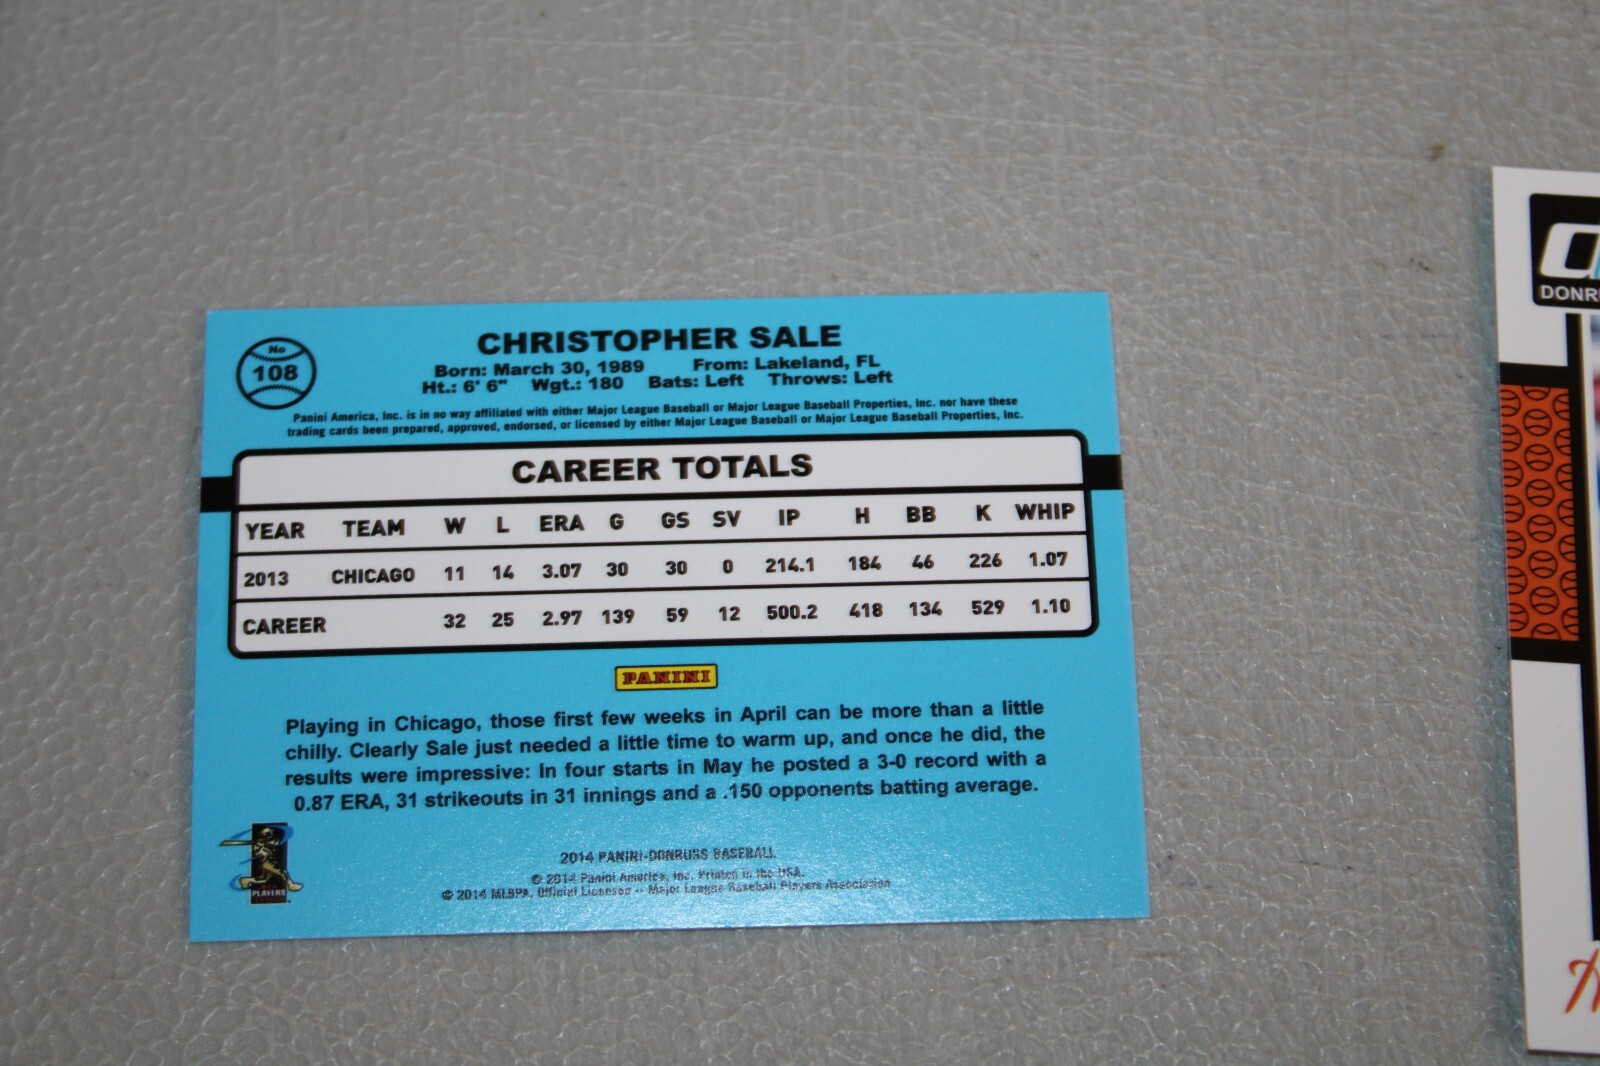 No
108
CHRISTOPHER SALE
Born: March 30, 1989 From: Lakeland, FL
Ht.: 6' 6" Wgt.: 180 Bats: Left Throws: Left
Panini America, Inc. is in no way affiliated with either Major League Baseball or Major League Baseball Properties, Inc. nor have these
trading cards been prepared, approved, endorsed, or licensed by either Major League Baseball or Major League Baseball Properties, Inc.
CAREER TOTALS
YEAR TEAM W L ERA G GS SV IP H BB K WHIP
2013 CHICAGO 11 14 3.07 30 30 0 214.1 184 46 226 1.07
CAREER 32 25 2.97 139 59 12 500.2 418 134 529 1.10
PANINI
Playing in Chicago, those first few weeks in April can be more than a little
chilly. Clearly Sale just needed a little time to warm up, and once he did, the
results were impressive: In four starts in May he posted a 3-0 record with a
0.87 ERA, 31 strikeouts in 31 innings and a .150 opponents batting average.
PLAYERS
2014 PANINI-DONRUSS BASEBALL
© 2014 Panini America, Inc. Printed in the USA.
© 2014 MLBPA. Official Licensee -- Major League Baseball Players Association
DONR